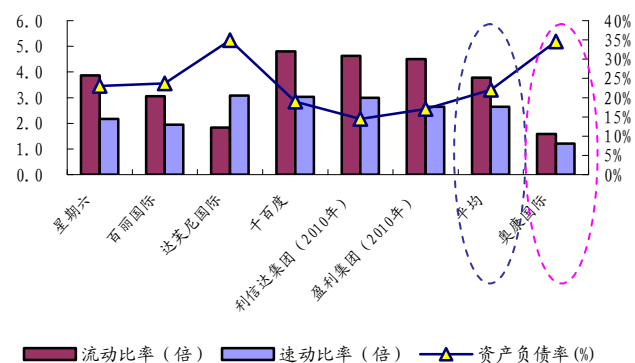 6.0
5.0
4.0
3.0
2.0
1.0
0.0
40%
35%
30%
25%
20%
15%
10%
5%
0%
星期六
百丽国际
达芙尼国际
千百度
利信达集团（2010年）
盈利集团（2010年）
平均
奥康国际
流动比率（倍）
速动比率（倍）
资产负债率(%)